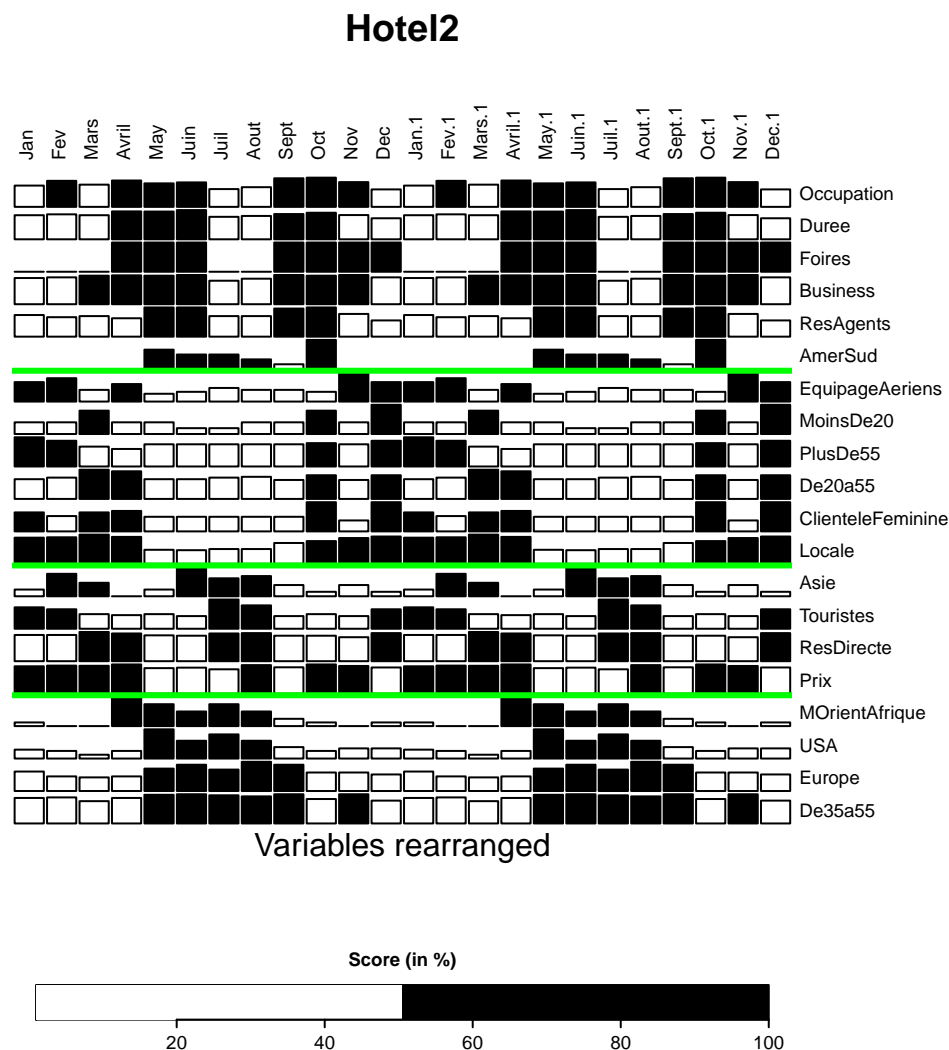 Hotel2
Jan Fev Mars Avril May Juin Juil Aout Sept Oct Nov Dec Jan.1 Fev.1 Mars.1 Avril.1 May.1 Juin.1 Juil.1 Aout.1 Sept.1 Oct.1 Nov.1 Dec.1
Occupation
Duree
Foires
Business
ResAgents
AmerSud
EquipageAeriens
MoinsDe20
PlusDe55
De20a55
ClienteleFeminine
Locale
Asie
Touristes
ResDirecte
Prix
MOrientAfrique
USA
Europe
De35a55
Variables rearranged
Score (in %)
20 40 60 80 100